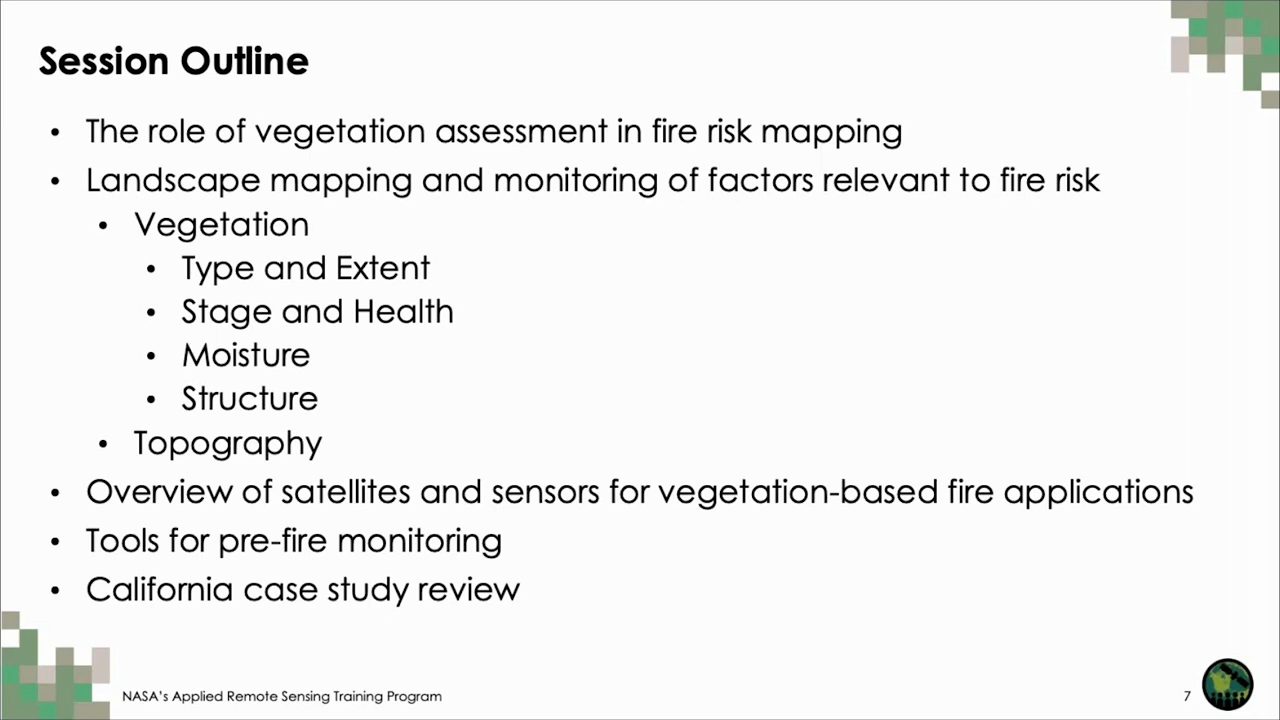 Session Outline
• The role of vegetation assessment in fire risk mapping
• Landscape mapping and monitoring of factors relevant to fire risk
• Vegetation
• Type and Extent
• Stage and Health
• Moisture
• Structure
• Topography
• Overview of satellites and sensors for vegetation-based fire applications
• Tools for pre-fire monitoring
• California case study review
NASA's Applied Remote Sensing Training Program
7